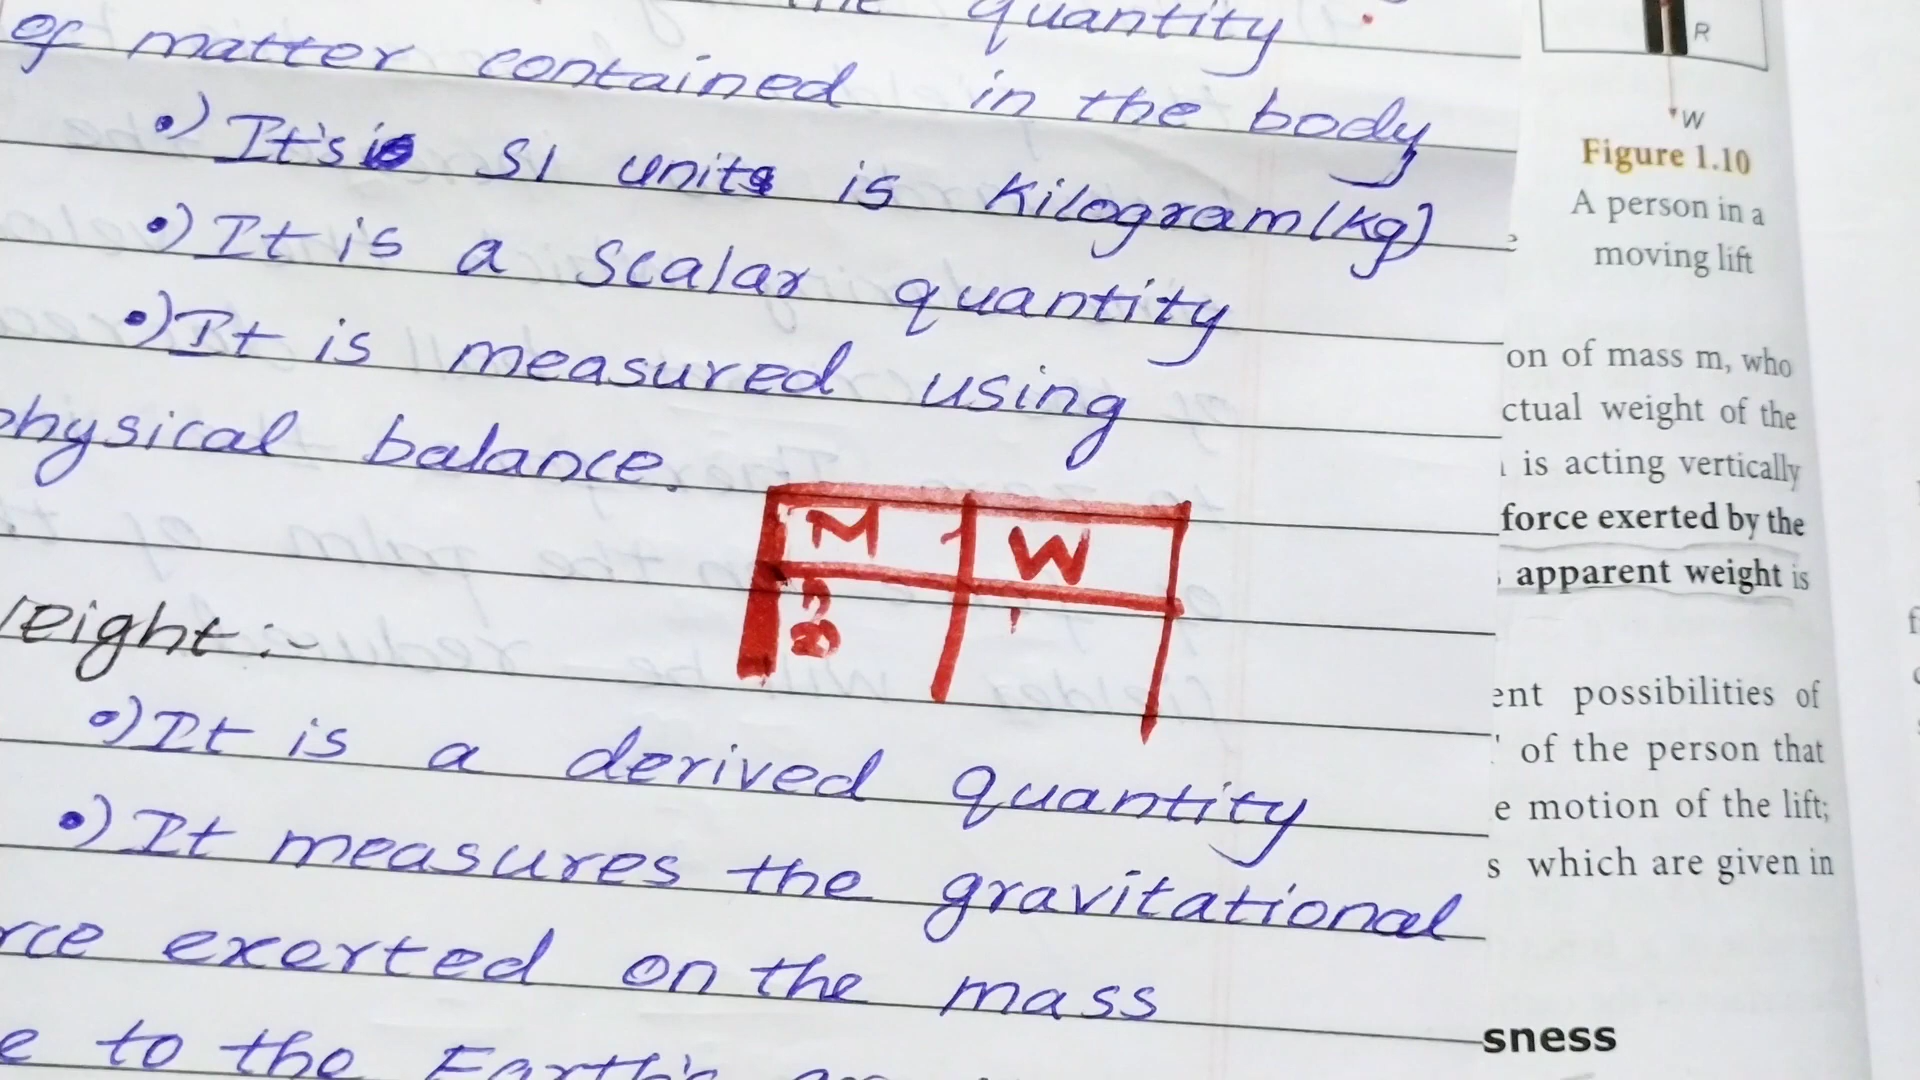 quantity
of matter contained in the body
•) It's SI units is Kilogram (kg)
•) It is a scalar quantity
•) It is measured using
physical balance.
M W
eight :-
•) It is a derived quantity
•) It measures the gravitational
rce exerted on the mass
e to the Earth's
R
W
Figure 1.10
A person in a
moving lift
on of mass m, who
ctual weight of the
is acting vertically
force exerted by the
apparent weight is
ent possibilities of
' of the person that
e motion of the lift;
s which are given in
sness